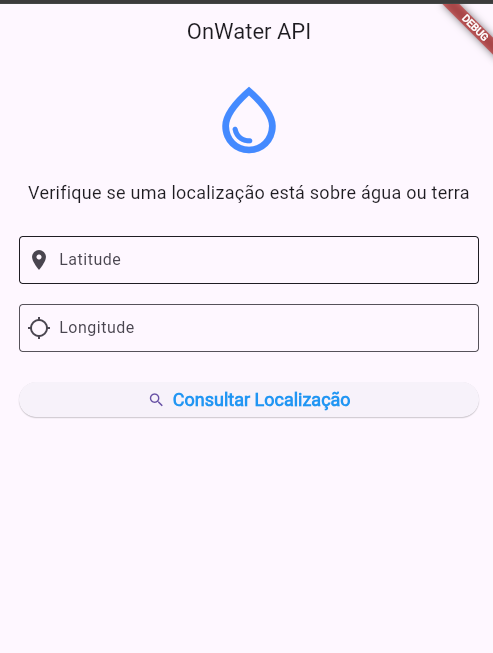 OnWater API
DEBUG
Verifique se uma localização está sobre água ou terra
Latitude
Longitude
Consultar Localização